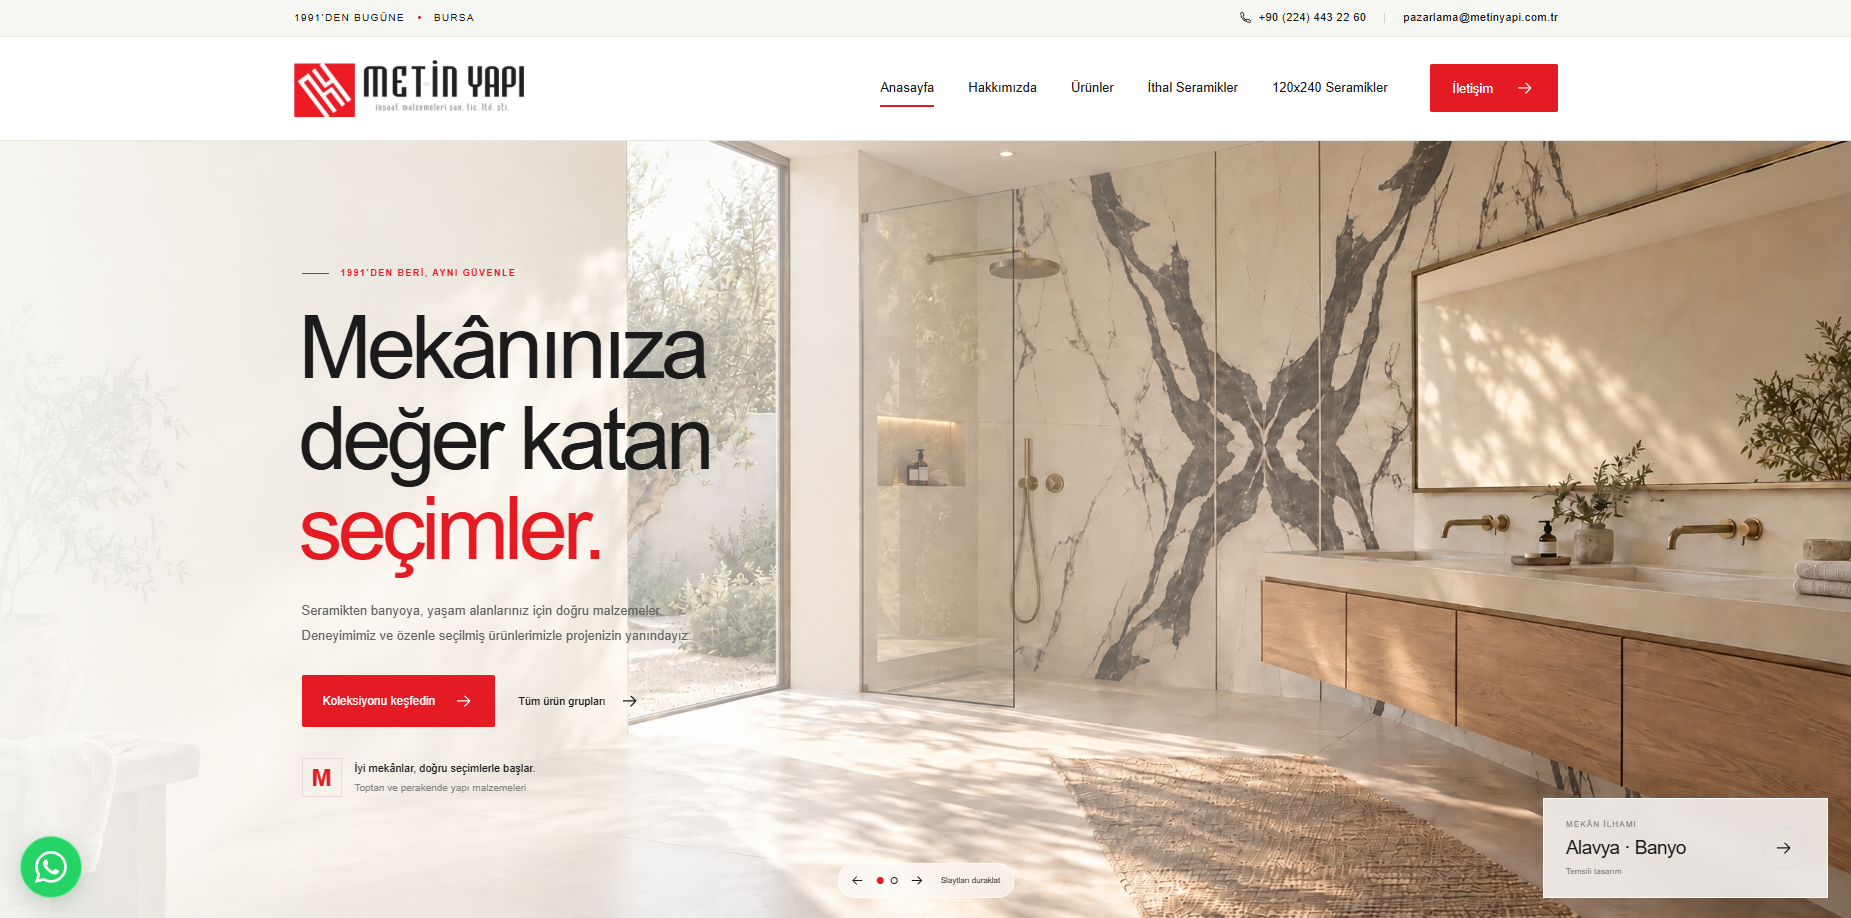 1991'DEN BUGÜNE • BURSA
+90 (224) 443 22 60
pazarlama@metinyapi.com.tr
METİN YAPI
inşaat malzemeleri san. tic. ltd. şti.
Anasayfa
Hakkımızda
Ürünler
İthal Seramikler
120x240 Seramikler
İletişim
1991'DEN BERİ, AYNI GÜVENLE
Mekânınıza
değer katan
seçimler.
Seramikten banyoya, yaşam alanlarınız için doğru malzemeler.
Deneyimimiz ve özenle seçilmiş ürünlerimizle projenizin yanındayız.
Koleksiyonu keşfedin
Tüm ürün grupları
M
İyi mekânlar, doğru seçimlerle başlar.
Toptan ve perakende yapı malzemeleri
Slaytları duraklat
MEKÂN İLHAMI
Alavya · Banyo
Temsili tasarım